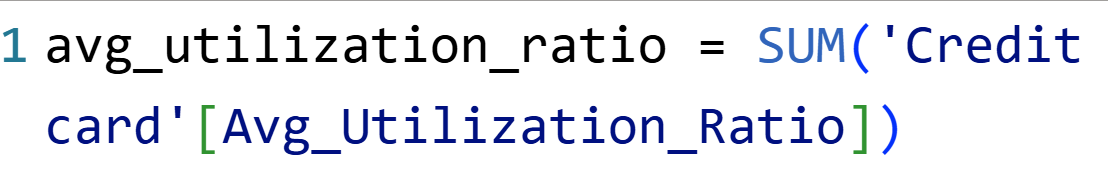 1 avg_utilization_ratio = SUM('Credit
card'[Avg_Utilization_Ratio])